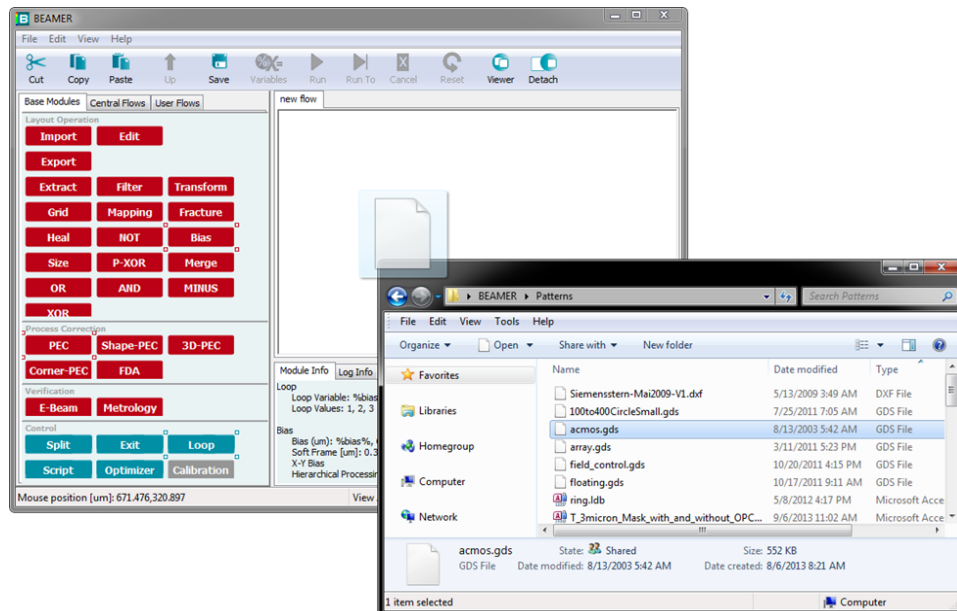 BEAMER
File Edit View Help
Cut Copy Paste Up Save Variables Run Run To Cancel Reset Viewer Detach
Base Modules Central Flows User Flows
new flow
Layout Operation
Import Edit
Export
Extract Filter Transform
Grid Mapping Fracture
Heal NOT Bias
Size P-XOR Merge
OR AND MINUS
XOR
Process Correction
PEC Shape-PEC 3D-PEC
Corner-PEC FDA
Verification
E-Beam Metrology
Control
Split Exit Loop
Script Optimizer Calibration
Mouse position [um]: 671.476,320.897
View
Module Info Log Info
Loop
Loop Variable: %bias
Loop Values: 1, 2, 3
Bias
Bias (um): %bias%,
Soft Frame [um]: 0.3
X-Y Bias
Hierarchical Processin
BEAMER Patterns
Search Patterns
File Edit View Tools Help
Organize Open Share with New folder
Favorites
Libraries
Homegroup
Computer
Network
Name Date modified Type
Siemensstern-Mai2009-V1.dxf 5/13/2009 3:49 AM DXF File
100to400CircleSmall.gds 7/25/2011 7:05 AM GDS File
acmos.gds 8/13/2003 5:42 AM GDS File
array.gds 3/11/2011 5:23 PM GDS File
field_control.gds 10/20/2011 4:15 PM GDS File
floating.gds 10/17/2011 9:11 AM GDS File
ring.ldb 5/8/2012 4:17 PM Microsoft Acce
T_3micron_Mask_with_and_without_OPC... 9/6/2013 11:02 AM Microsoft Acce
acmos.gds State: Shared Size: 552 KB
GDS File Date modified: 8/13/2003 5:42 AM Date created: 8/6/2013 8:21 AM
1 item selected Computer